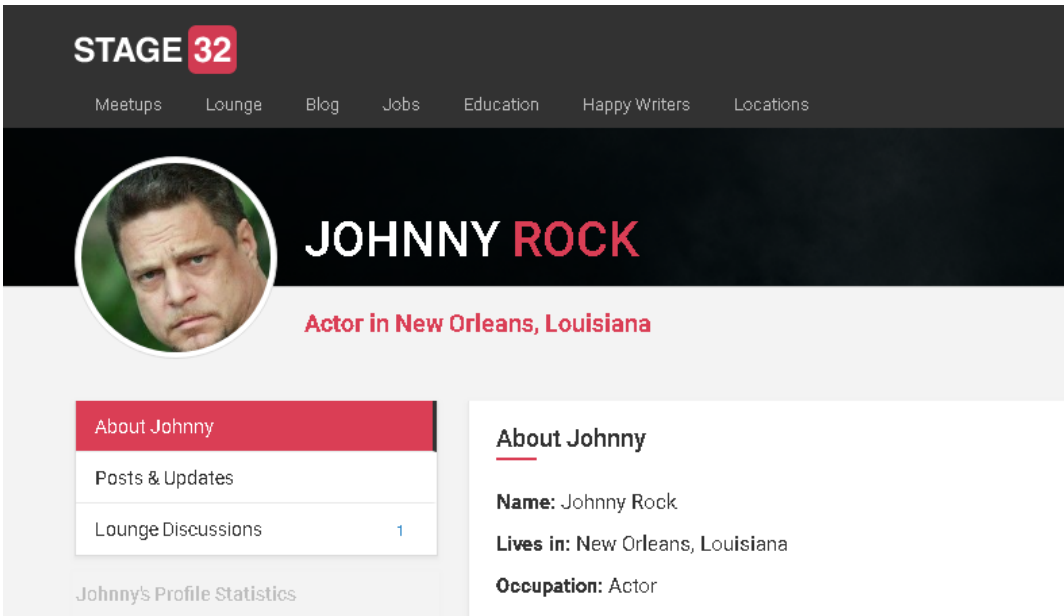 STAGE 32
Meetups Lounge Blog Jobs Education Happy Writers Locations
JOHNNY ROCK
Actor in New Orleans, Louisiana
About Johnny
Posts & Updates
Lounge Discussions 1
Johnny's Profile Statistics
About Johnny
Name: Johnny Rock
Lives in: New Orleans, Louisiana
Occupation: Actor